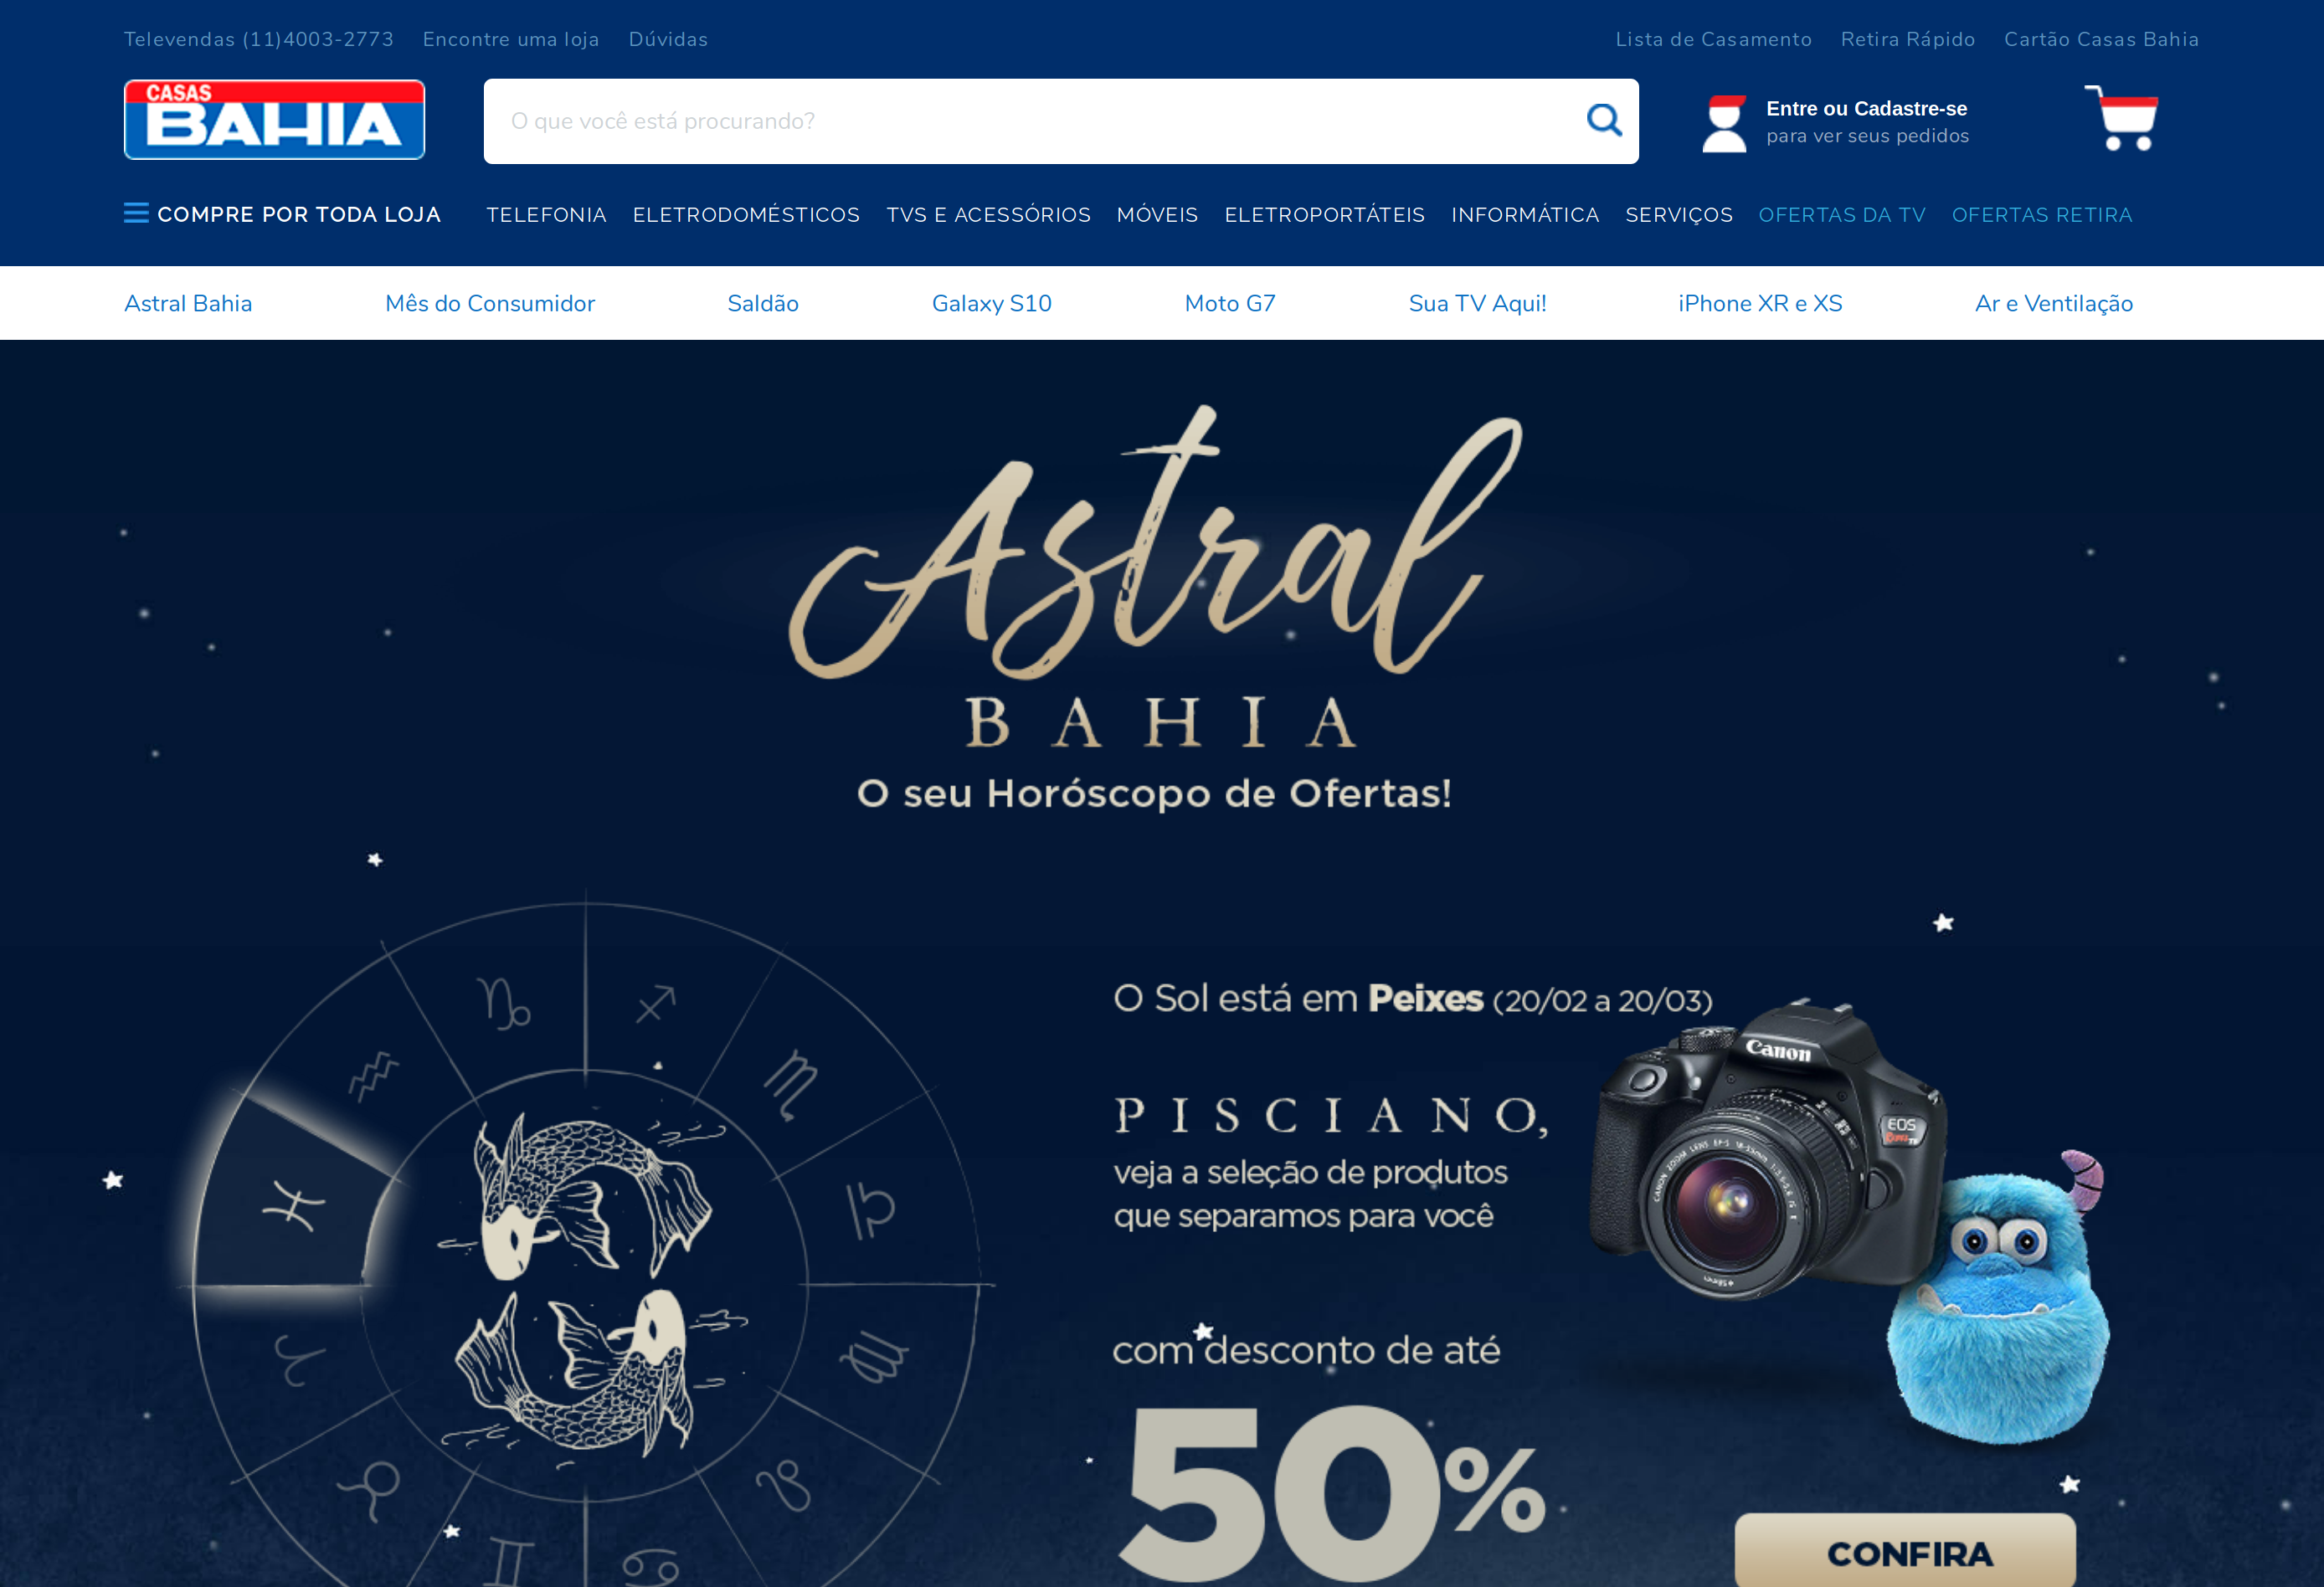 Televendas (11)4003-2773 Encontre uma loja Dúvidas Lista de Casamento Retira Rápido Cartão Casas Bahia
CASAS
BAHIA
O que você está procurando?
Entre ou Cadastre-se
para ver seus pedidos
COMPRE POR TODA LOJA TELEFONIA ELETRODOMÉSTICOS TVS E ACESSÓRIOS MÓVEIS ELETROPORTÁTEIS INFORMÁTICA SERVIÇOS OFERTAS DA TV OFERTAS RETIRA
Astral Bahia Mês do Consumidor Saldão Galaxy S10 Moto G7 Sua TV Aqui! iPhone XR e XS Ar e Ventilação
Astral
BAHIA
O seu Horóscopo de Ofertas!
O Sol está em Peixes (20/02 a 20/03)
Canon
EOS
PISCIANO,
veja a seleção de produtos
que separamos para você
com desconto de até
50%
CONFIRA